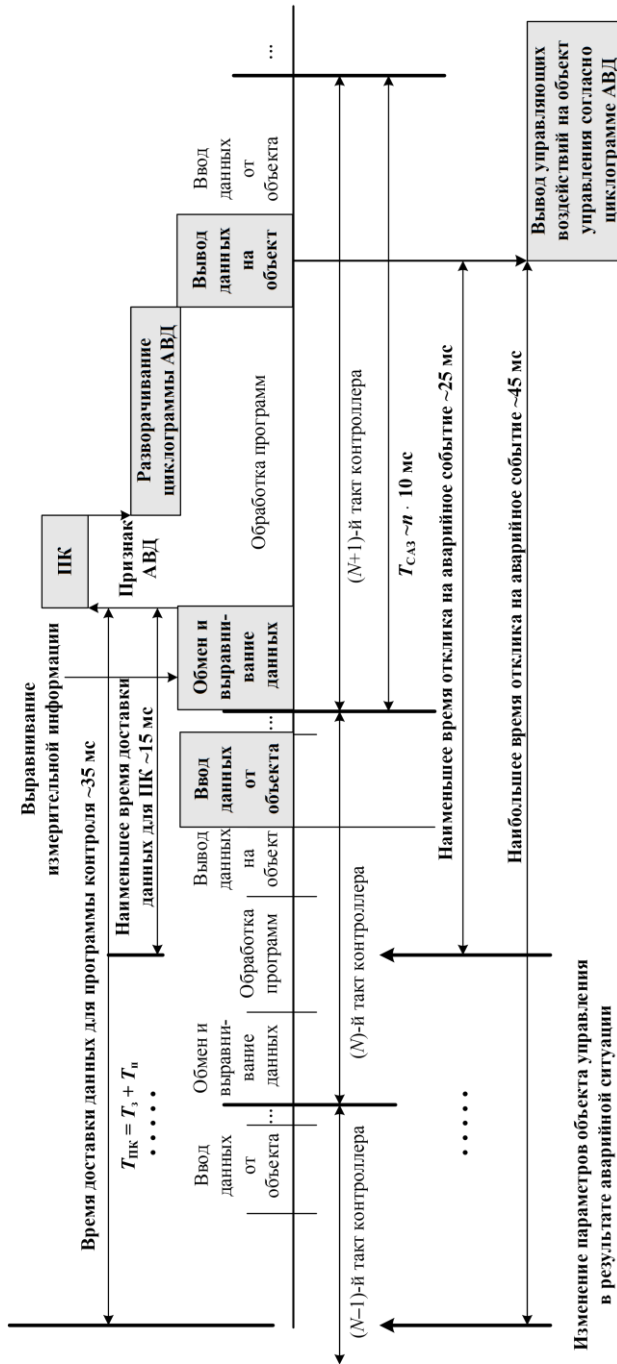 Время доставки данных для программы контроля ~35 мс
Выравнивание
измерительной информации
Наименьшее время доставки
данных для ПК ~15 мс
T ПК = T з + T п
.....
ПК
Признак
АВД
Разворачивание
циклограммы АВД
Ввод
данных
от
объекта
...
Обмен и
выравни-
вание
данных
Обработка
программ
Вывод
данных
на
объект
Ввод
данных
от
объекта
...
Обмен и
выравни-
вание
данных
Обработка программ
Вывод
данных
на
объект
Ввод
данных
от
объекта
...
(N–1)-й такт контроллера
(N)-й такт контроллера
(N+1)-й такт контроллера
T САЗ ~n · 10 мс
.....
Наименьшее время отклика на аварийное событие ~25 мс
Наибольшее время отклика на аварийное событие ~45 мс
Изменение параметров объекта управления
в результате аварийной ситуации
Вывод управляющих
воздействий на объект
управления согласно
циклограмме АВД